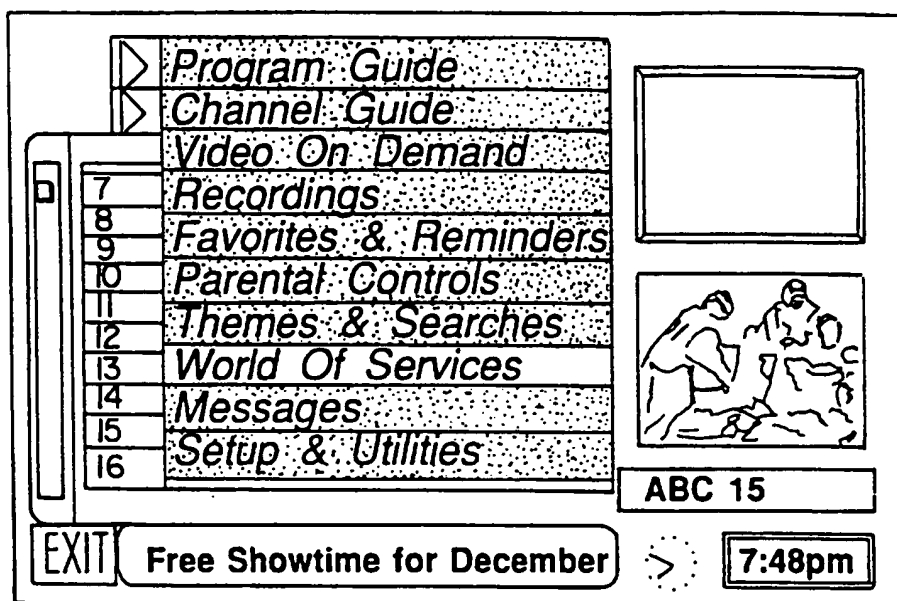 Program Guide
Channel Guide
Video On Demand
7 Recordings
8
9 Favorites & Reminders
10 Parental Controls
11
12 Themes & Searches
13 World Of Services
14 Messages
15
16 Setup & Utilities
ABC 15
EXIT Free Showtime for December 7:48pm